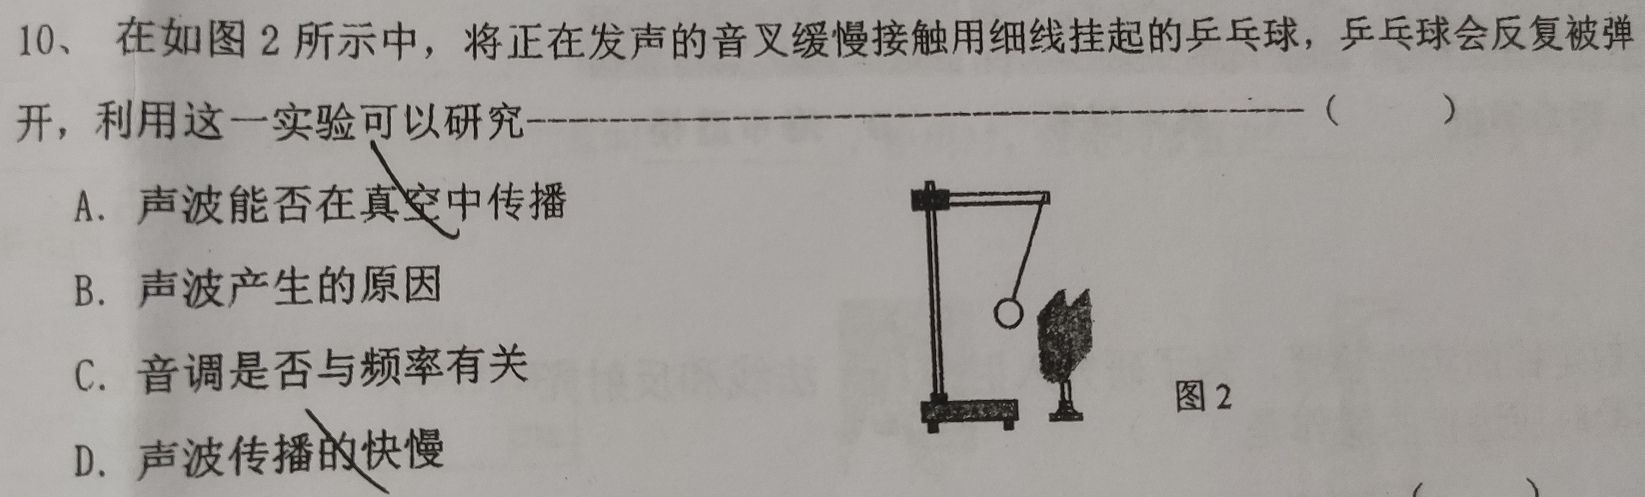 10、 在如图 2 所示中，将正在发声的音叉缓慢接触用细线挂起的乒乓球，乒乓球会反复被弹
开，利用这一实验可以研究------------------------------------------------（      ）
A. 声波能否在真空中传播
B. 声波产生的原因
C. 音调是否与频率有关
图 2
D. 声波传播的快慢
（      ）